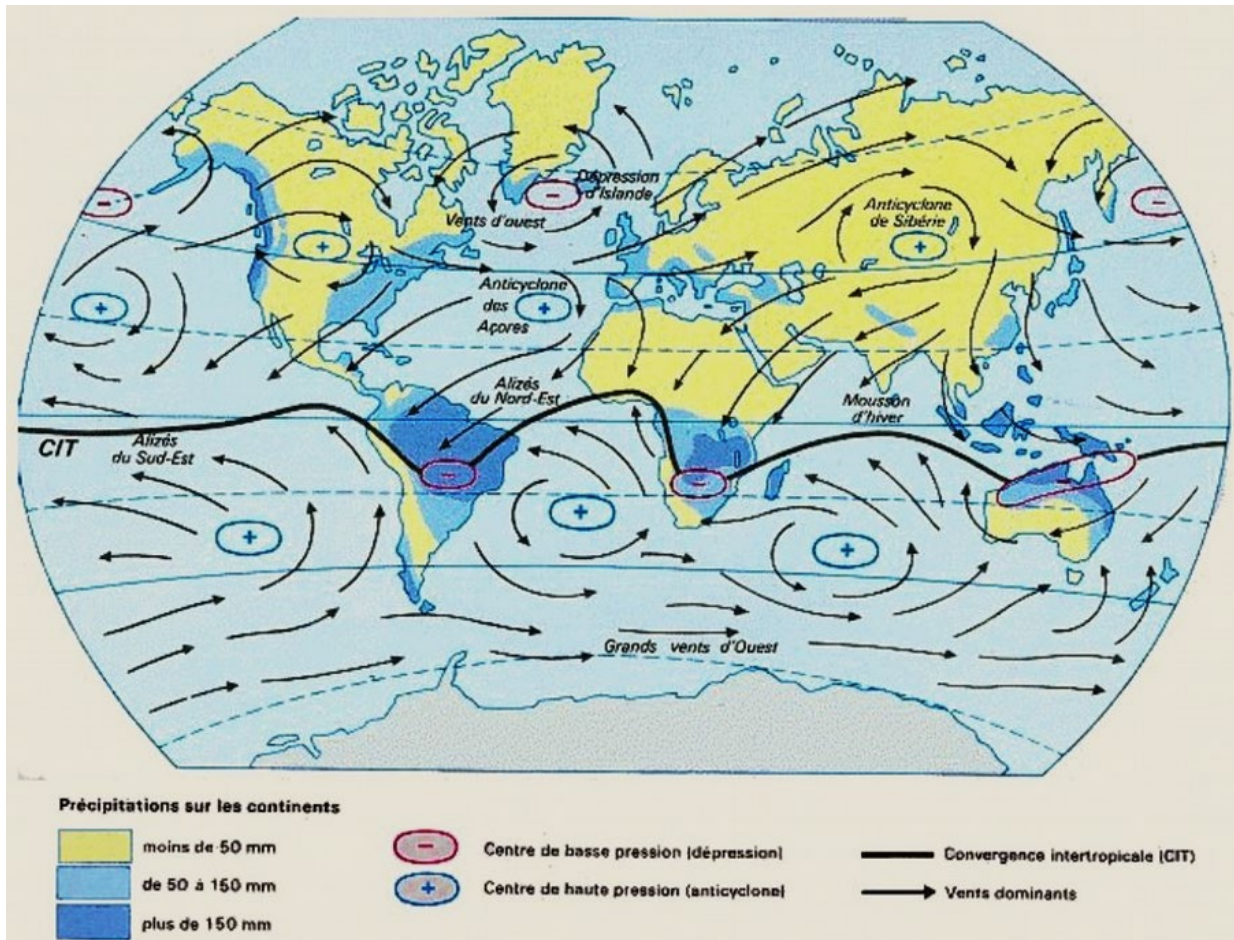 Dépression
d'Islande
Vents d'ouest
Anticyclone
de Sibérie
Anticyclone
des
Açores
Alizés
du Nord-Est
Mousson
d'hiver
CIT
Alizés
du Sud-Est
Grands vents d'Ouest
Précipitations sur les continents
moins de 50 mm
de 50 à 150 mm
plus de 150 mm
Centre de basse pression (dépression)
Centre de haute pression (anticyclone)
Convergence intertropicale (CIT)
Vents dominants